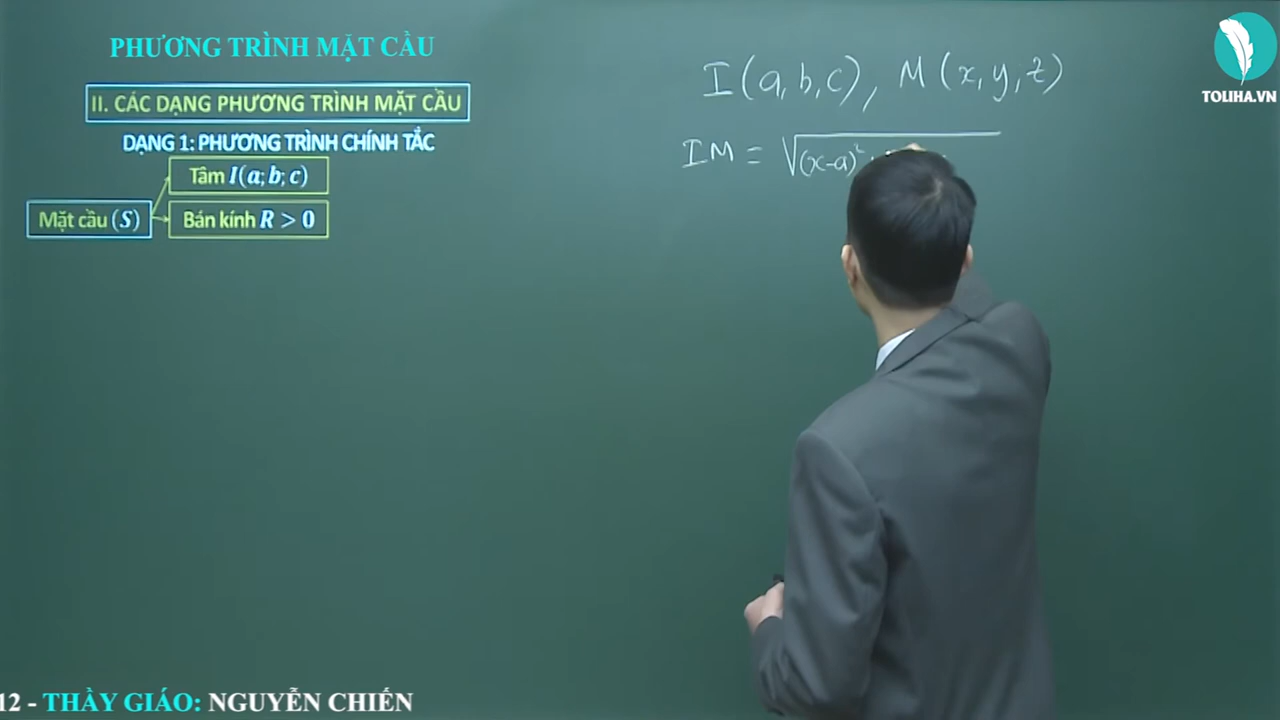 PHƯƠNG TRÌNH MẶT CẦU
II. CÁC DẠNG PHƯƠNG TRÌNH MẶT CẦU
DẠNG 1: PHƯƠNG TRÌNH CHÍNH TẮC
Tâm I(a; b; c)
Mặt cầu (S)
Bán kính R > 0
I(a,b,c), M(x,y,z)
IM = √(x-a)²
TOLIHA.VN
12 - THẦY GIÁO: NGUYỄN CHIẾN